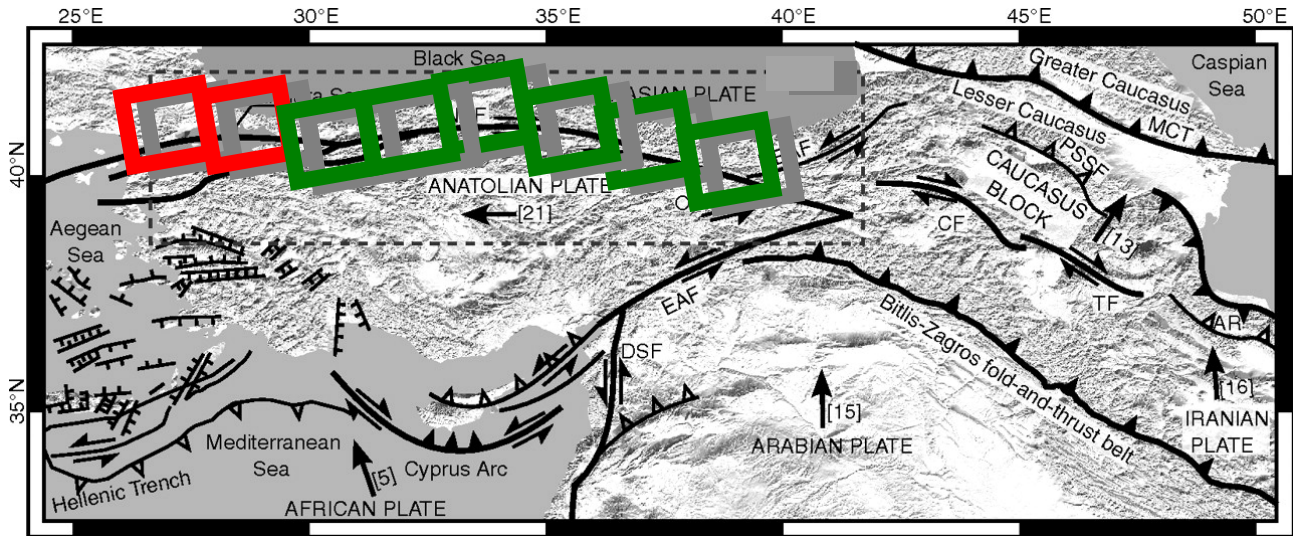 25°E 30°E 35°E 40°E 45°E 50°E
40°N
35°N
Black Sea
Caspian
Sea
Greater Caucasus
MCT
Lesser Caucasus
PSSF
PLATE
CAUCASUS
BLOCK
ANATOLIAN PLATE
[21]
[13]
Aegean
Sea
CF
TF
AR
EAF
Bitlis-Zagros fold-and-thrust belt
DSF
[16]
IRANIAN
PLATE
[15]
ARABIAN PLATE
Mediterranean
Sea
Cyprus Arc
Hellenic Trench
[5]
AFRICAN PLATE